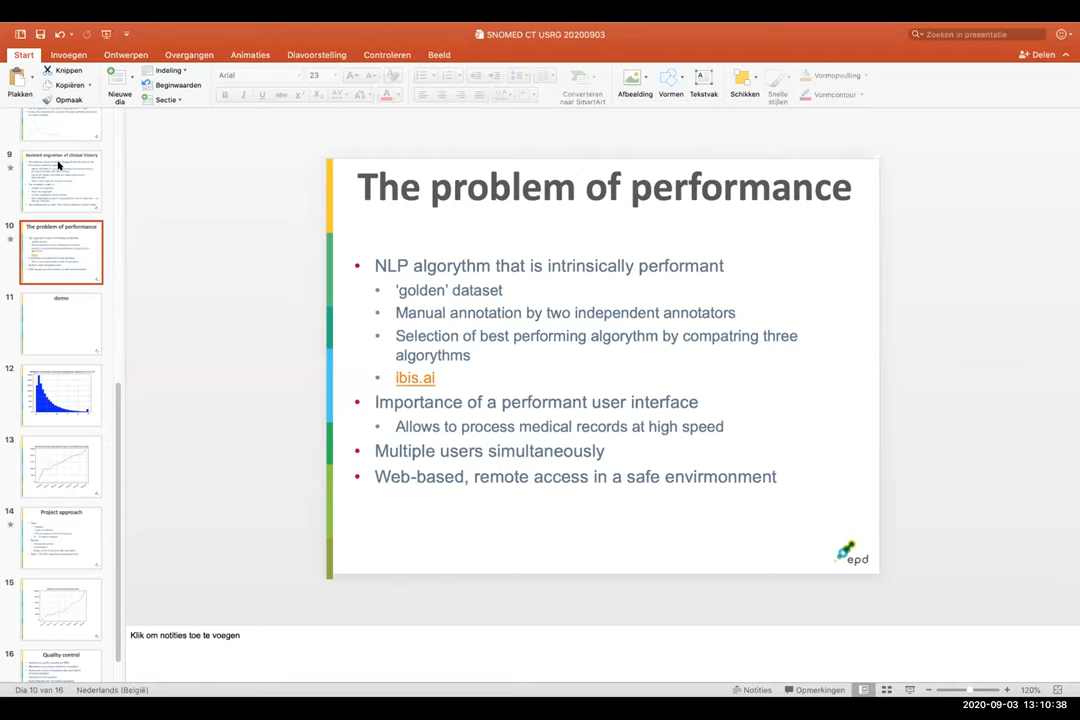 SNOMED CT USRG 20200903
Zoeken in presentatie
Start Invoegen Ontwerpen Overgangen Animaties Diavoorstelling Controleren Beeld
Delen
Plakken
Knippen
Kopiëren
Opmaak
Nieuwe
dia
Indeling
Beginwaarden
Sectie
Arial 23
Converteren
naar SmartArt
Afbeelding
Vormen
Tekstvak
Schikken
Snelle
stijlen
Vormopvulling
Vormcontour
9
Assisted migration of clinical history
10
The problem of performance
11
demo
12
13
14
Project approach
15
16
Quality control
The problem of performance
• NLP algorythm that is intrinsically performant
• ‘golden’ dataset
• Manual annotation by two independent annotators
• Selection of best performing algorithm by compatring three
algorythms
• ibis.ai
• Importance of a performant user interface
• Allows to process medical records at high speed
• Multiple users simultaneously
• Web-based, remote access in a safe envirmonment
epd
Klik om notities toe te voegen
Dia 10 van 16 Nederlands (België)
Notities Opmerkingen 120%
2020-09-03 13:10:38